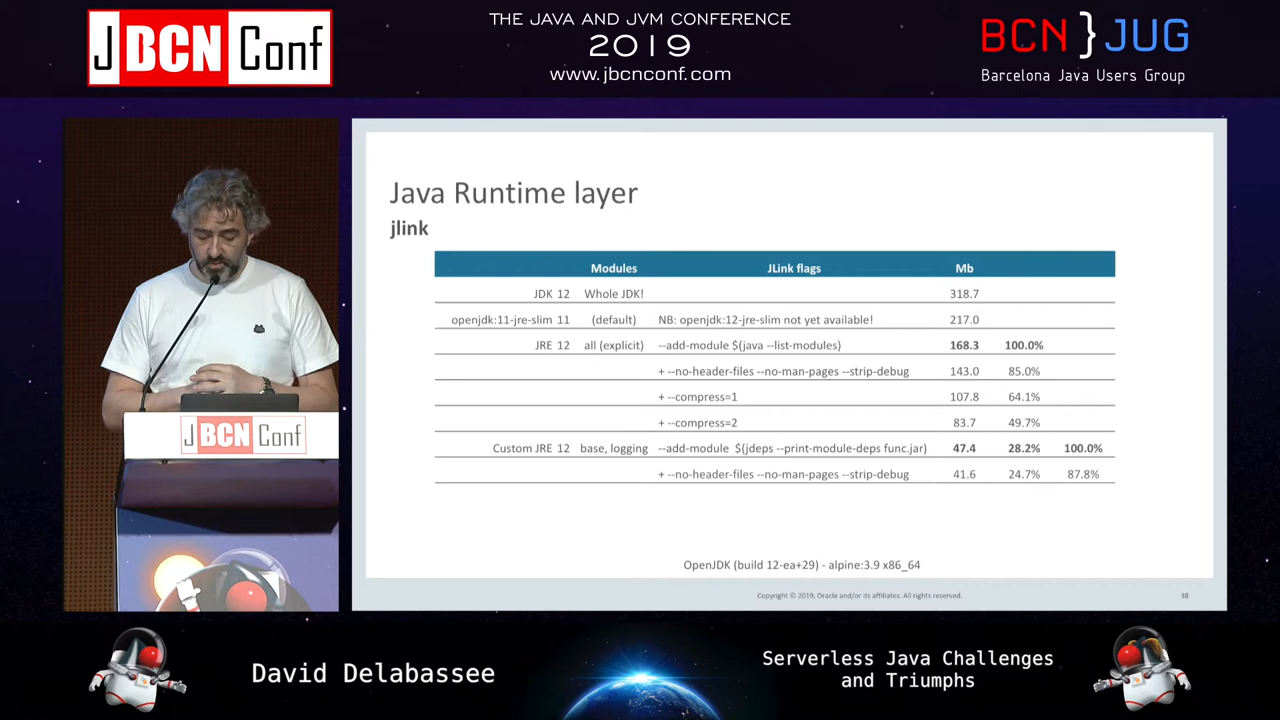 JBCNConf
THE JAVA AND JVM CONFERENCE
2019
www.jbcnconf.com
BCN}JUG
Barcelona Java Users Group
Java Runtime layer
jlink
Modules JLink flags Mb
JDK 12 Whole JDK! 318.7
openjdk:11-jre-slim 11 (default) NB: openjdk:12-jre-slim not yet available! 217.0
JRE 12 all (explicit) --add-module $(java --list-modules) 168.3 100.0%
+ --no-header-files --no-man-pages --strip-debug 143.0 85.0%
+ --compress=1 107.8 64.1%
+ --compress=2 83.7 49.7%
Custom JRE 12 base, logging --add-module $(jdeps --print-module-deps func.jar) 47.4 28.2% 100.0%
+ --no-header-files --no-man-pages --strip-debug 41.6 24.7% 87.8%
OpenJDK (build 12-ea+29) - alpine:3.9 x86_64
Copyright © 2019, Oracle and/or its affiliates. All rights reserved. 38
JBCNConf
David Delabassee
Serverless Java Challenges
and Triumphs